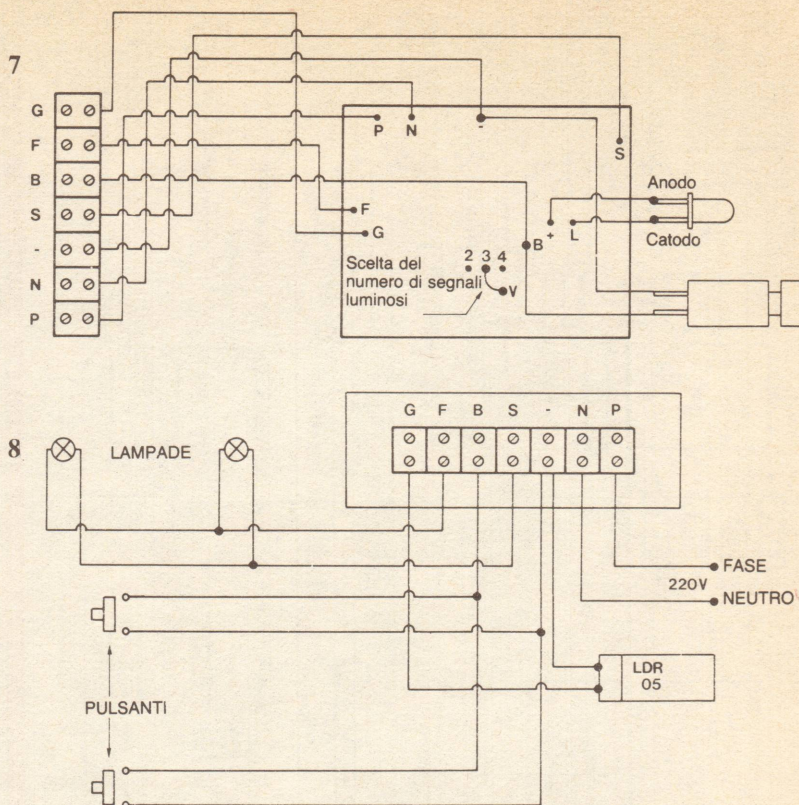 7
G
F
B
S
-
N
P
P N -
S
F
G
B + L
Anodo
Catodo
2 3 4
V
Scelta del
numero di segnali
luminosi
8
LAMPADE
G F B S - N P
FASE
220V
NEUTRO
LDR
05
PULSANTI